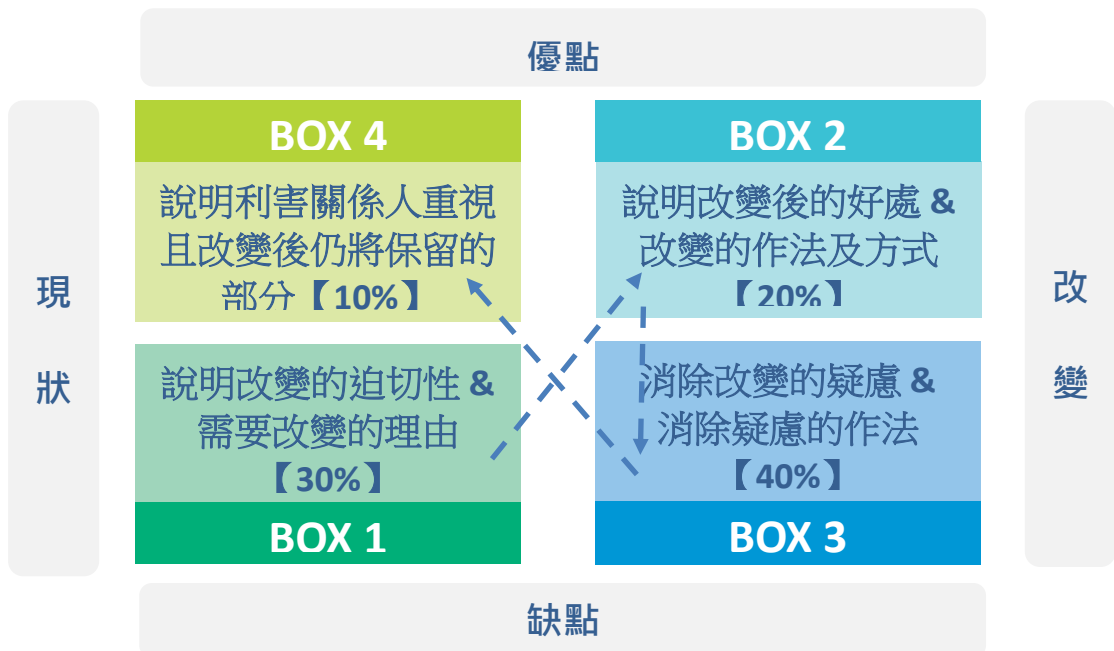 優點
現
狀
BOX 4
說明利害關係人重視
且改變後仍將保留的
部分【10%】
BOX 2
說明改變後的好處 &
改變的作法及方式
【20%】
改
變
說明改變的迫切性 &
需要改變的理由
【30%】
BOX 1
消除改變的疑慮 &
消除疑慮的作法
【40%】
BOX 3
缺點